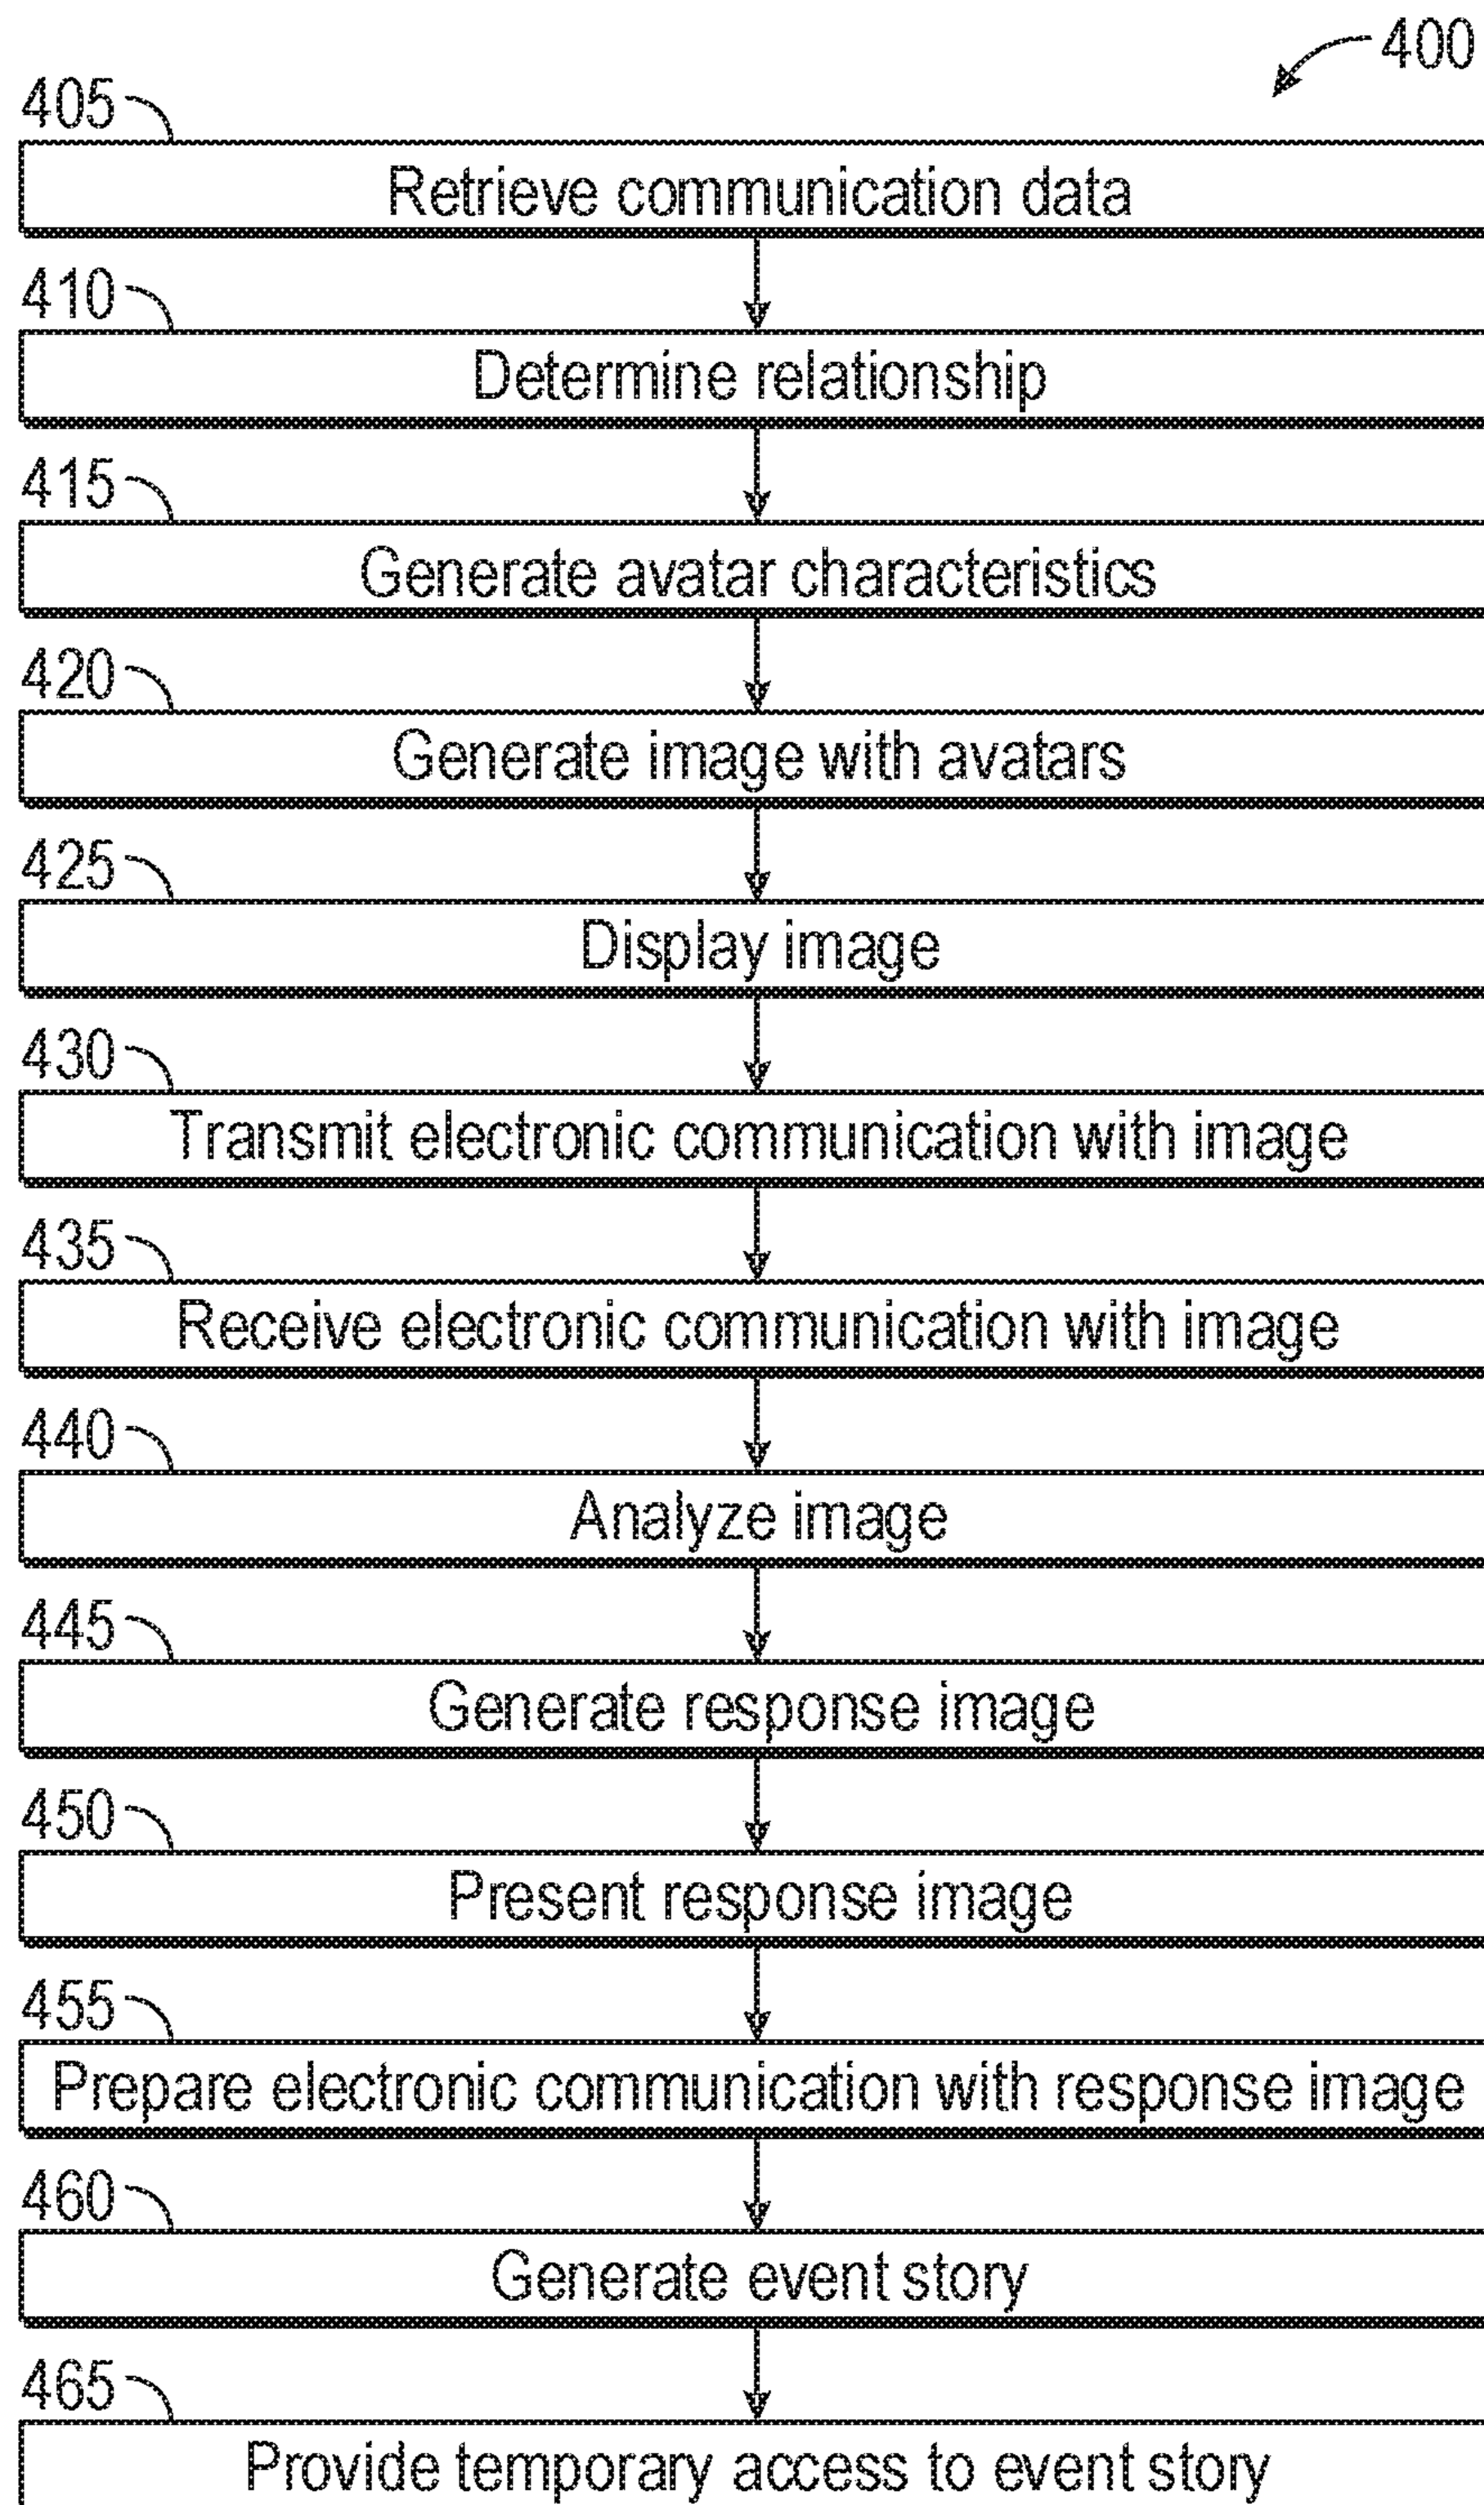 400
405
Retrieve communication data
410
Determine relationship
415
Generate avatar characteristics
420
Generate image with avatars
425
Display image
430
Transmit electronic communication with image
435
Receive electronic communication with image
440
Analyze image
445
Generate response image
450
Present response image
455
Prepare electronic communication with response image
460
Generate event story
465
Provide temporary access to event story